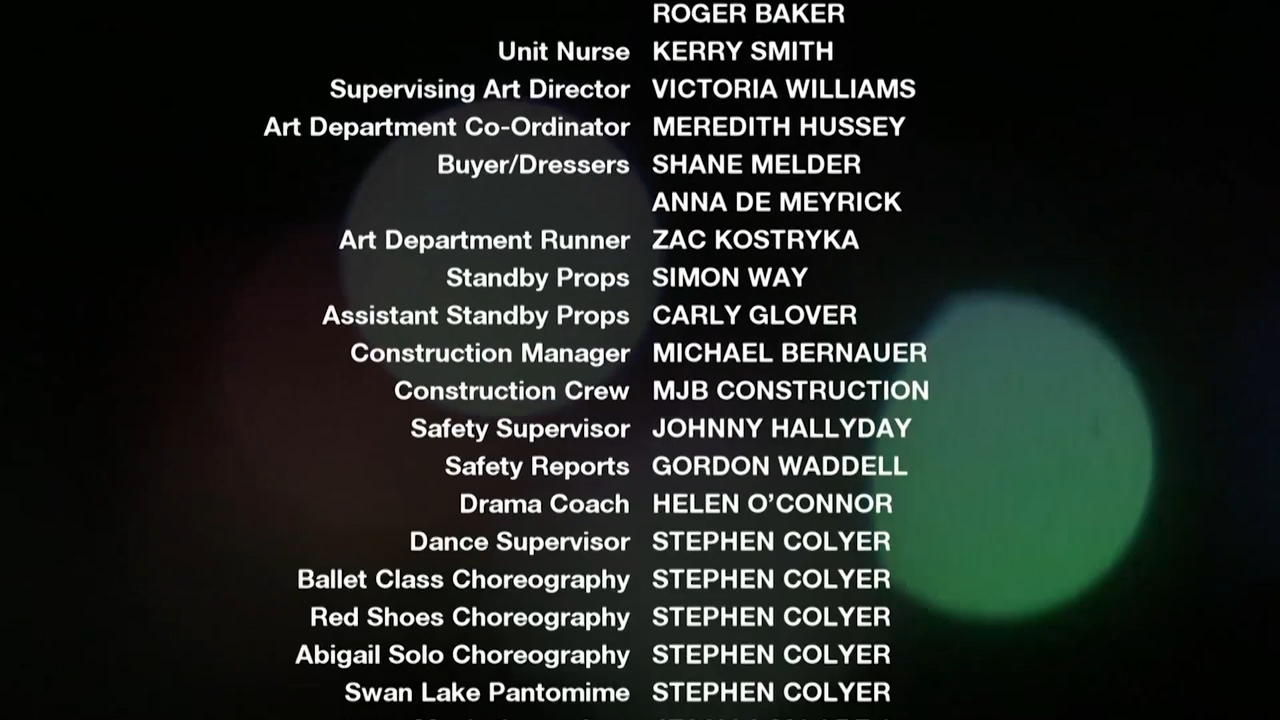 ROGER BAKER
Unit Nurse KERRY SMITH
Supervising Art Director VICTORIA WILLIAMS
Art Department Co-Ordinator MEREDITH HUSSEY
Buyer/Dressers SHANE MELDER
ANNA DE MEYRICK
Art Department Runner ZAC KOSTRYKA
Standby Props SIMON WAY
Assistant Standby Props CARLY GLOVER
Construction Manager MICHAEL BERNAUER
Construction Crew MJB CONSTRUCTION
Safety Supervisor JOHNNY HALLYDAY
Safety Reports GORDON WADDELL
Drama Coach HELEN O’CONNOR
Dance Supervisor STEPHEN COLYER
Ballet Class Choreography STEPHEN COLYER
Red Shoes Choreography STEPHEN COLYER
Abigail Solo Choreography STEPHEN COLYER
Swan Lake Pantomime STEPHEN COLYER